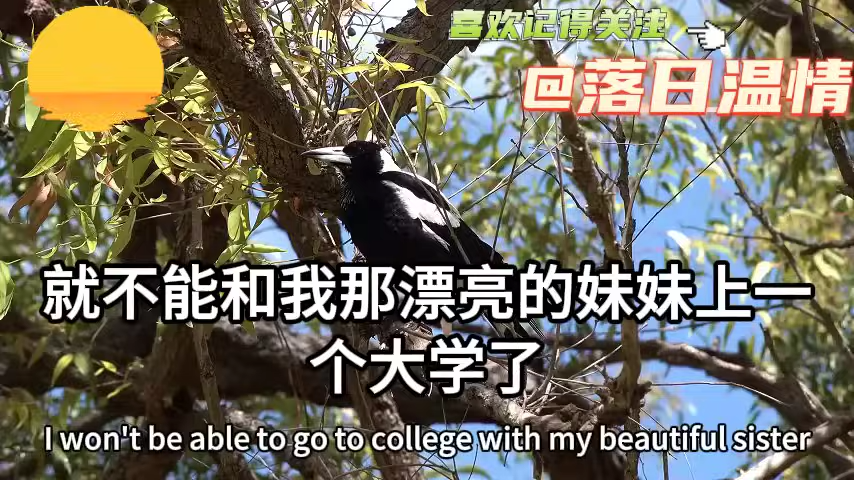 喜欢记得关注
@落日温情
就不能和我那漂亮的妹妹上一
个大学了
I won't be able to go to college with my beautiful sister